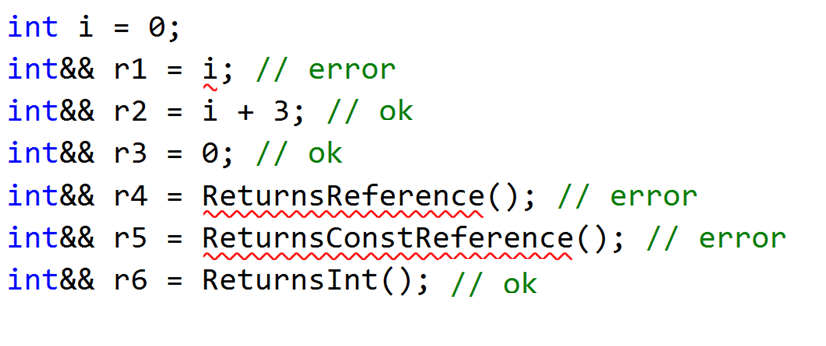 int i = 0;
int&& r1 = i; // error
int&& r2 = i + 3; // ok
int&& r3 = 0; // ok
int&& r4 = ReturnsReference(); // error
int&& r5 = ReturnsConstReference(); // error
int&& r6 = ReturnsInt(); // ok